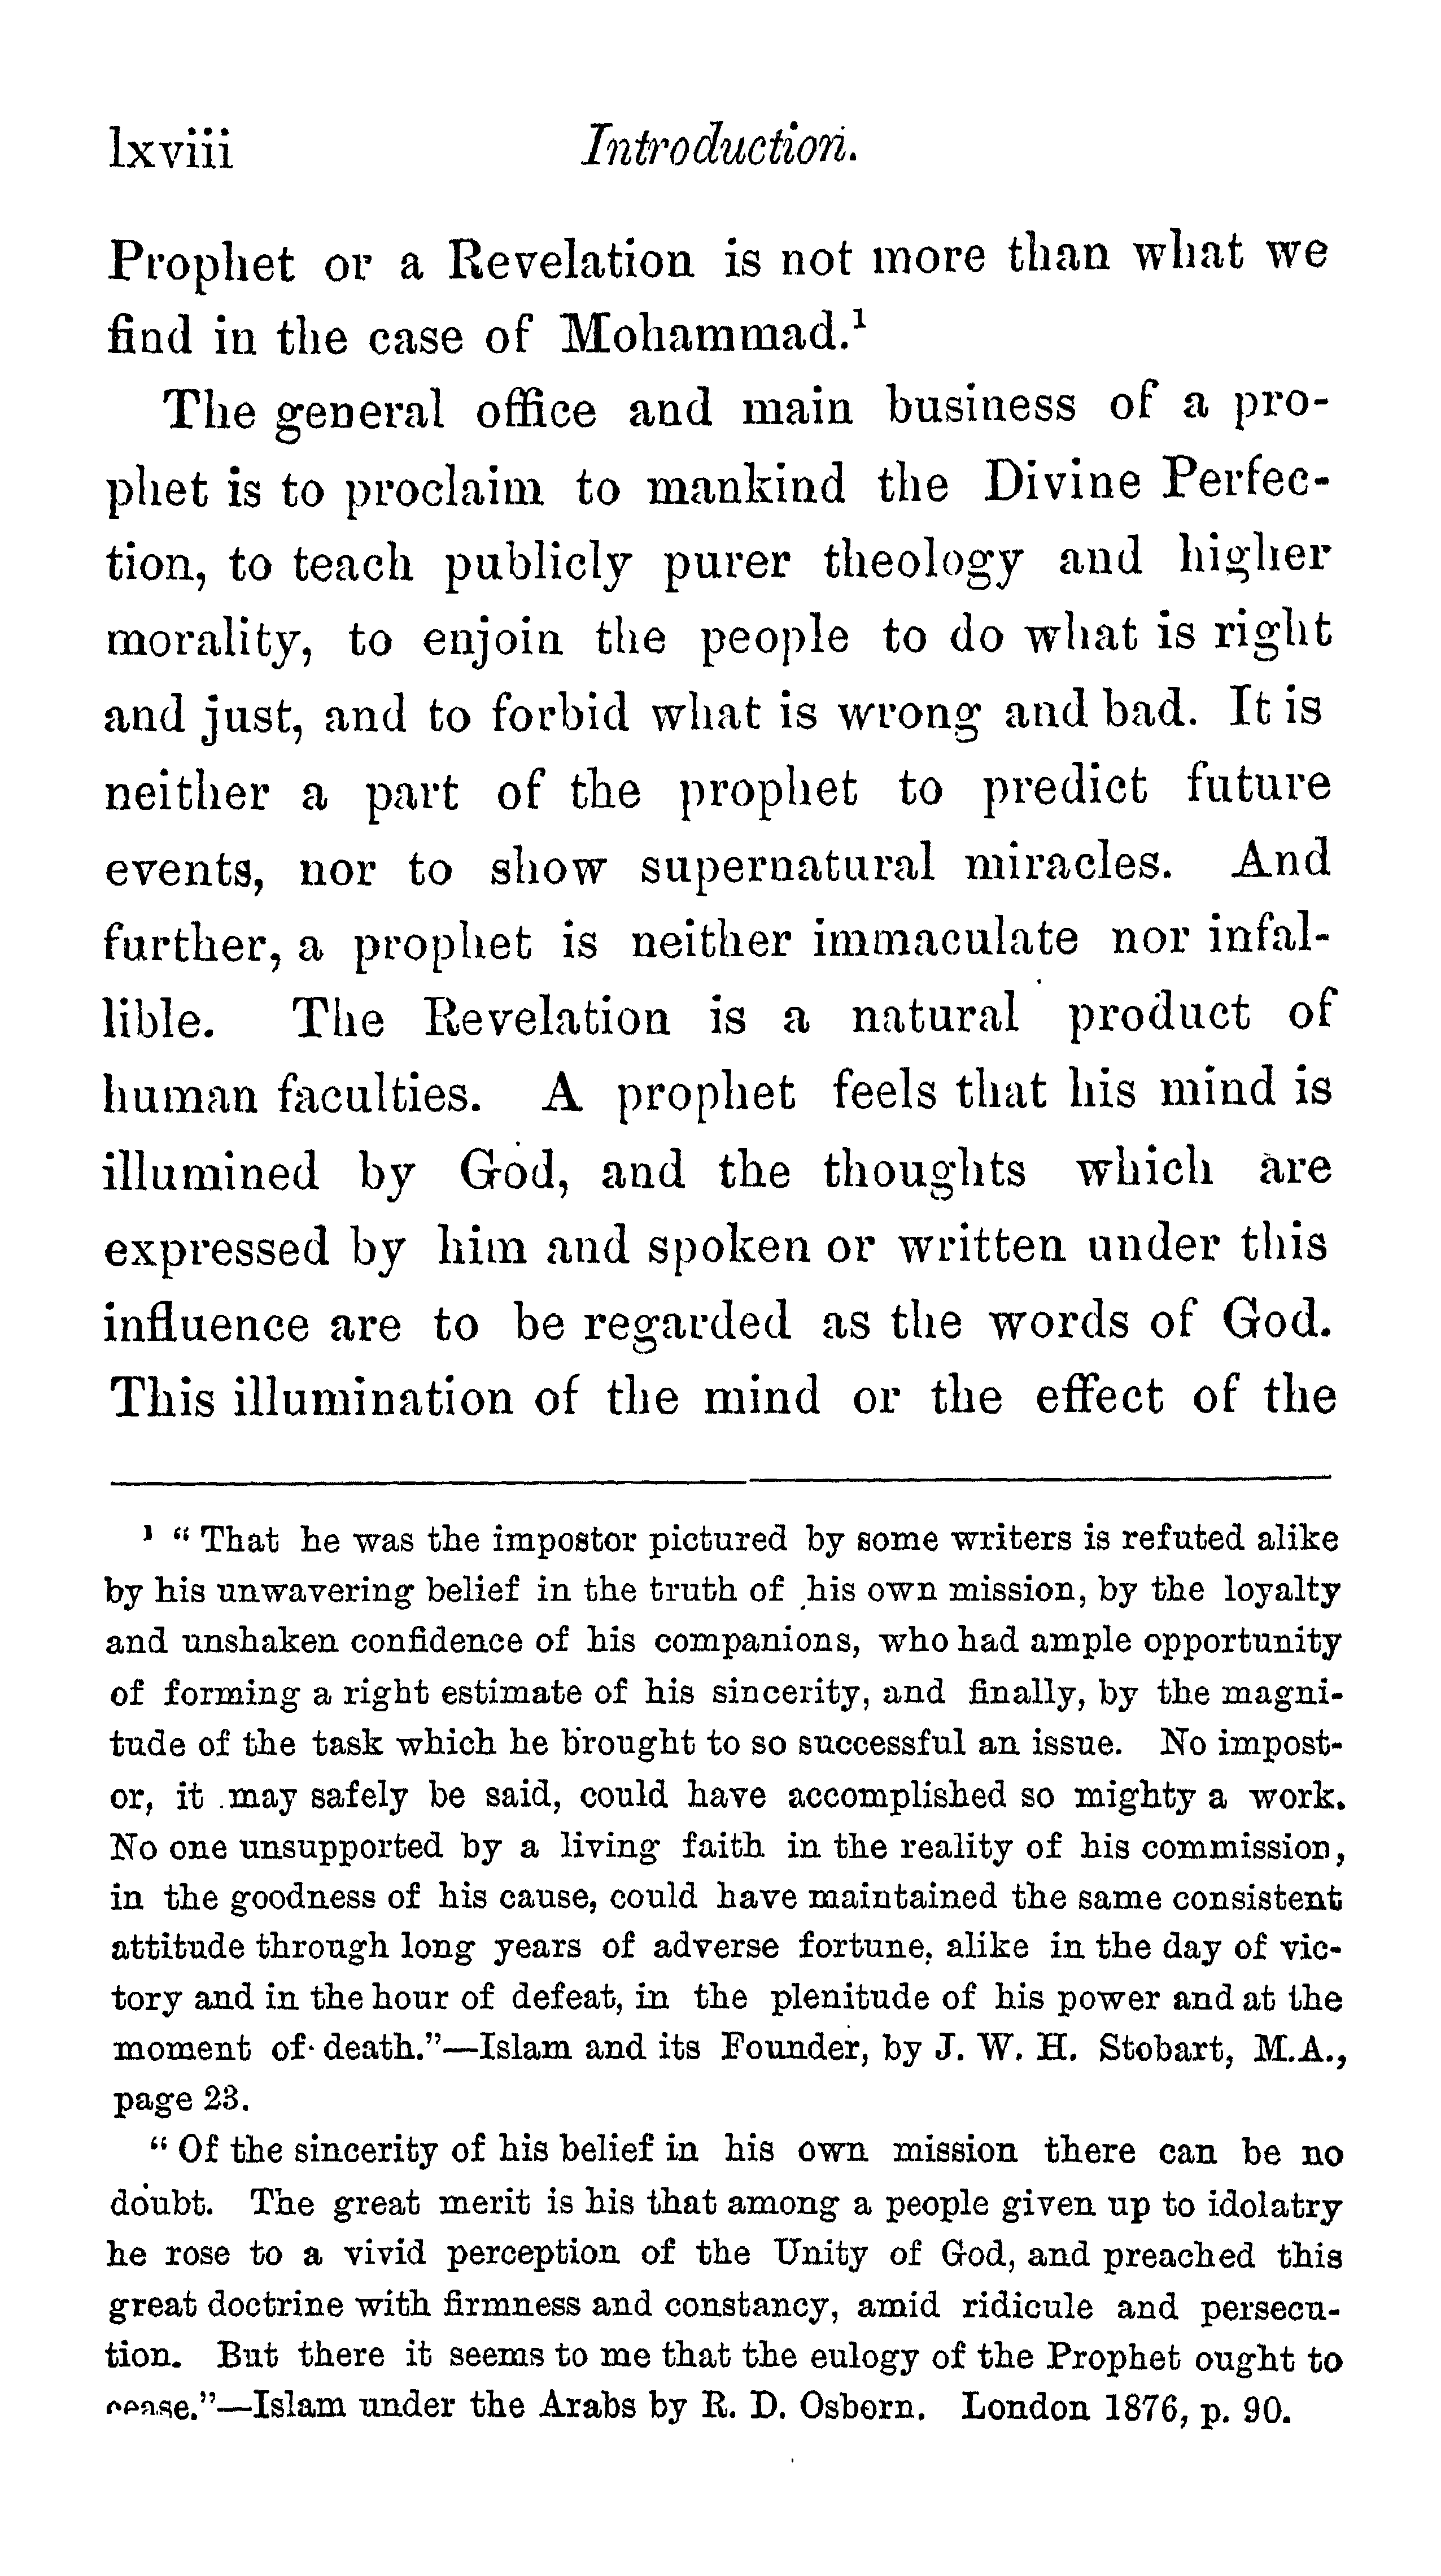 lxviii Introduction.
Prophet or a Revelation is not more than what we
find in the case of Mohammad.¹
The general office and main business of a pro-
phet is to proclaim to mankind the Divine Perfec-
tion, to teach publicly purer theology and higher
morality, to enjoin the people to do what is right
and just, and to forbid what is wrong and bad. It is
neither a part of the prophet to predict future
events, nor to show supernatural miracles. And
further, a prophet is neither immaculate nor infal-
lible. The Revelation is a natural product of
human faculties. A prophet feels that his mind is
illumined by God, and the thoughts which are
expressed by him and spoken or written under this
influence are to be regarded as the words of God.
This illumination of the mind or the effect of the
¹ “That he was the impostor pictured by some writers is refuted alike
by his unwavering belief in the truth of his own mission, by the loyalty
and unshaken confidence of his companions, who had ample opportunity
of forming a right estimate of his sincerity, and finally, by the magni-
tude of the task which he brought to so successful an issue. No impost-
or, it may safely be said, could have accomplished so mighty a work.
No one unsupported by a living faith in the reality of his commission,
in the goodness of his cause, could have maintained the same consistent
attitude through long years of adverse fortune, alike in the day of vic-
tory and in the hour of defeat, in the plenitude of his power and at the
moment of death.”—Islam and its Founder, by J. W. H. Stobart, M.A.,
page 23.
“Of the sincerity of his belief in his own mission there can be no
doubt. The great merit is his that among a people given up to idolatry
he rose to a vivid perception of the Unity of God, and preached this
great doctrine with firmness and constancy, amid ridicule and persecu-
tion. But there it seems to me that the eulogy of the Prophet ought to
cease.”—Islam under the Arabs by R. D. Osborn. London 1876, p. 90.